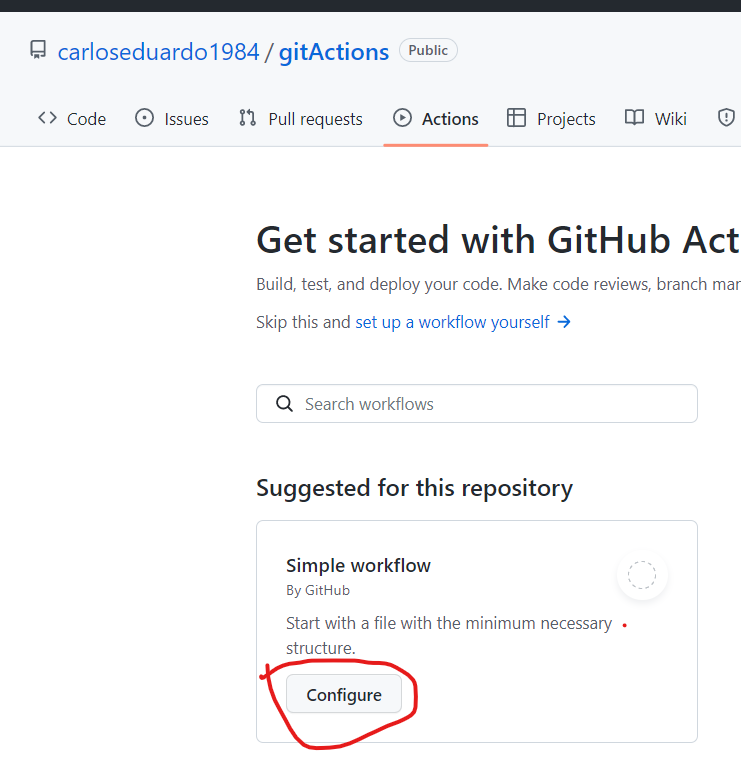 carloseduardo1984 / gitActions Public
Code Issues Pull requests Actions Projects Wiki
Get started with GitHub Act
Build, test, and deploy your code. Make code reviews, branch mar
Skip this and set up a workflow yourself →
Search workflows
Suggested for this repository
Simple workflow
By GitHub
Start with a file with the minimum necessary
structure.
Configure